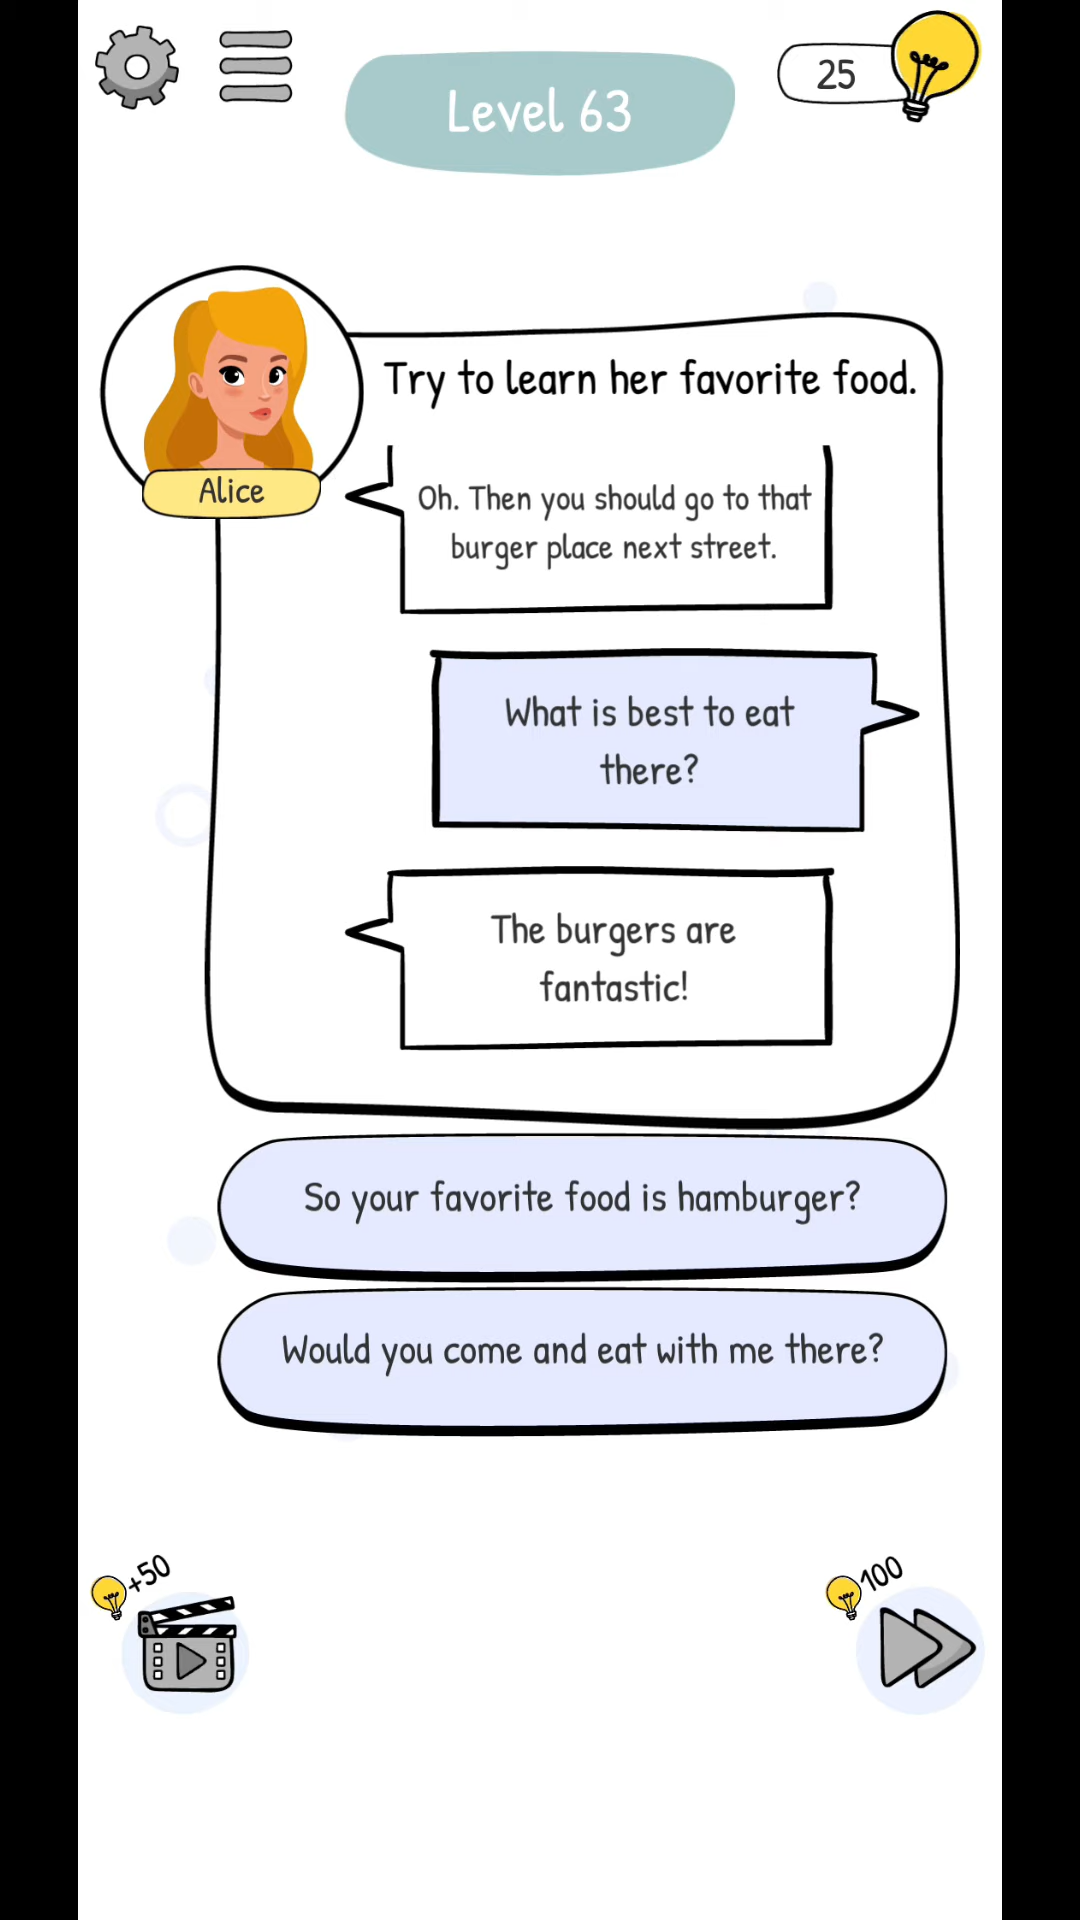 Level 63
25
Try to learn her favorite food.
Alice
Oh. Then you should go to that
burger place next street.
What is best to eat
there?
The burgers are
fantastic!
So your favorite food is hamburger?
Would you come and eat with me there?
+50
100